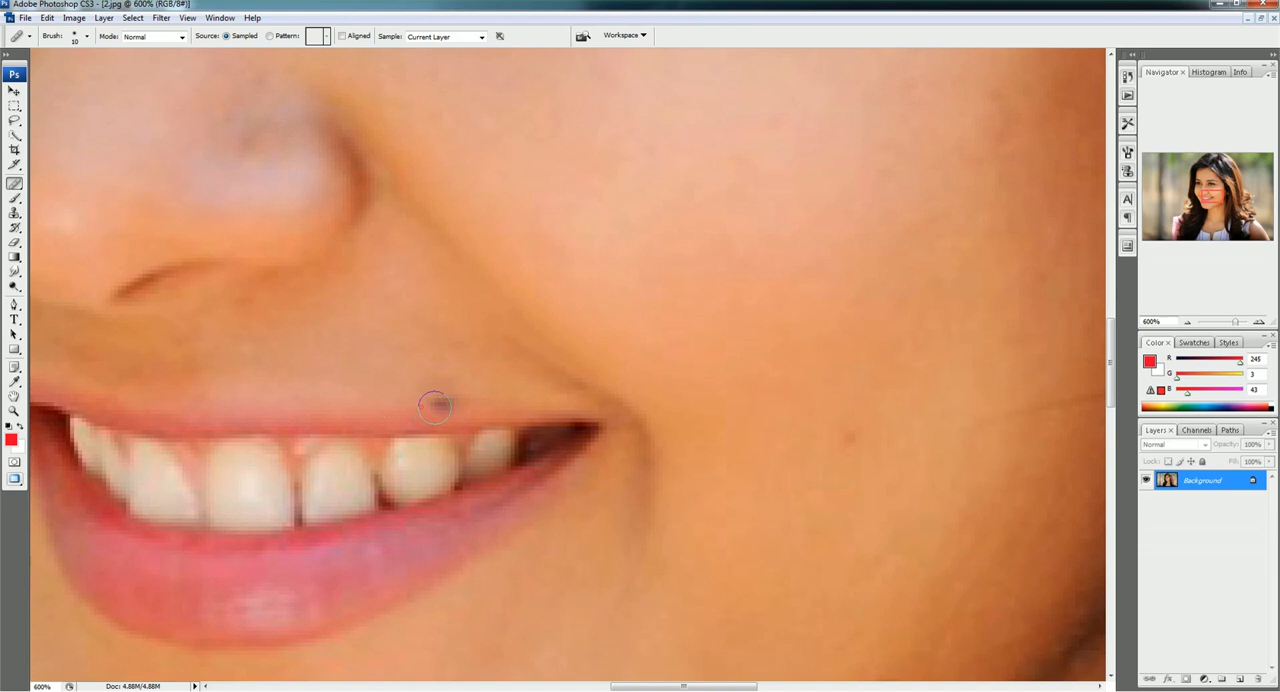 Adobe Photoshop CS3 - [2.jpg @ 600% (RGB/8#)]
File Edit Image Layer Select Filter View Window Help
Brush: 10 Mode: Normal Source: Sampled Pattern: Aligned Sample: Current Layer Workspace
Ps
Navigator × Histogram Info
600%
Color × Swatches Styles
R 245
G 3
B 43
Layers × Channels Paths
Normal Opacity: 100%
Lock: Fill: 100%
Background
T
A
600% Doc: 4.88M/4.88M